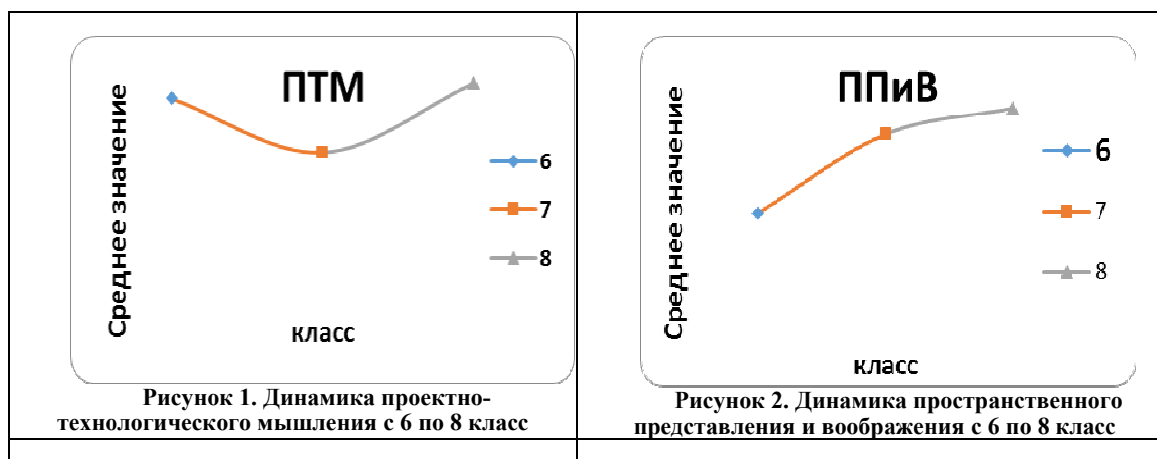 ПТМ
Среднее значение
6
7
8
класс
Рисунок 1. Динамика проектно-
технологического мышления с 6 по 8 класс
ППиВ
Среднее значение
6
7
8
класс
Рисунок 2. Динамика пространственного
представления и воображения с 6 по 8 класс